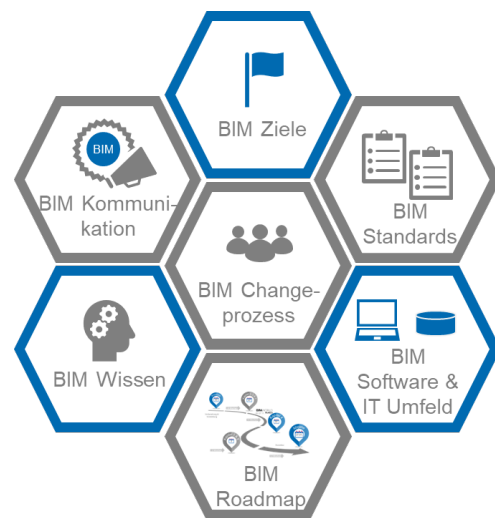 BIM Ziele
BIM
BIM Kommuni-
kation
BIM
Standards
BIM Change-
prozess
BIM Wissen
BIM
Software &
IT Umfeld
BIM
Roadmap